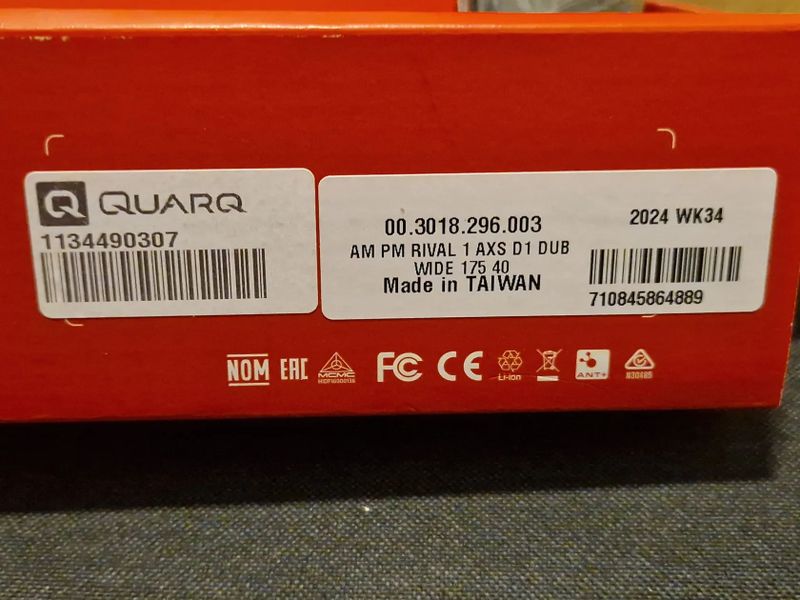 QUARQ
1134490307
00.3018.296.003
AM PM RIVAL 1 AXS D1 DUB
WIDE 175 40
Made in TAIWAN
2024 WK34
710845864889
NOM EAC MCMC FC CE Li-ion ANT+
N30485